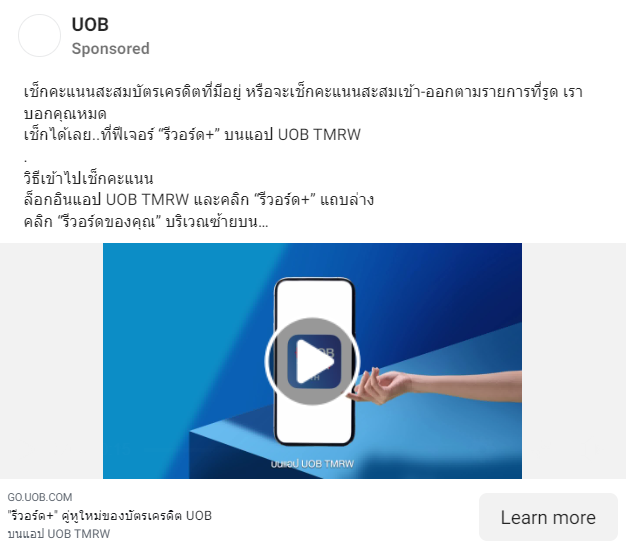 UOB
Sponsored
เช็กคะแนนสะสมบัตรเครดิตที่มีอยู่ หรือจะเช็กคะแนนสะสมเข้า-ออกตามรายการที่รูด เรา
บอกคุณหมด
เช็กได้เลย..ที่ฟีเจอร์ “รีวอร์ด+” บนแอป UOB TMRW
.
วิธีเข้าไปเช็กคะแนน
ล็อกอินแอป UOB TMRW และคลิก “รีวอร์ด+” แถบล่าง
คลิก “รีวอร์ดของคุณ” บริเวณซ้ายบน...
บนแอป UOB TMRW
GO.UOB.COM
"รีวอร์ด+" คู่หูใหม่ของบัตรเครดิต UOB
บนแอป UOB TMRW
Learn more